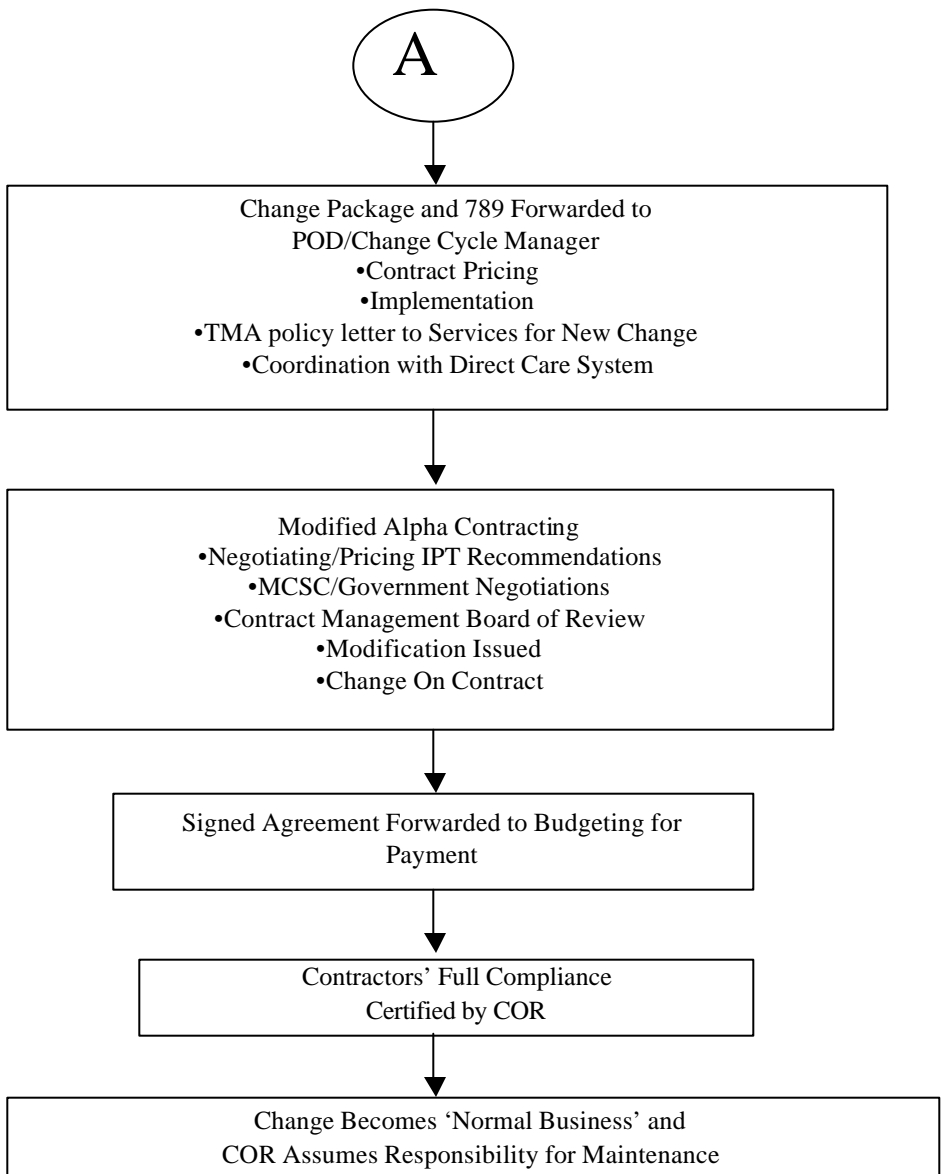 A
Change Package and 789 Forwarded to
POD/Change Cycle Manager
•Contract Pricing
•Implementation
•TMA policy letter to Services for New Change
•Coordination with Direct Care System
Modified Alpha Contracting
•Negotiating/Pricing IPT Recommendations
•MCSC/Government Negotiations
•Contract Management Board of Review
•Modification Issued
•Change On Contract
Signed Agreement Forwarded to Budgeting for
Payment
Contractors’ Full Compliance
Certified by COR
Change Becomes ‘Normal Business’ and
COR Assumes Responsibility for Maintenance